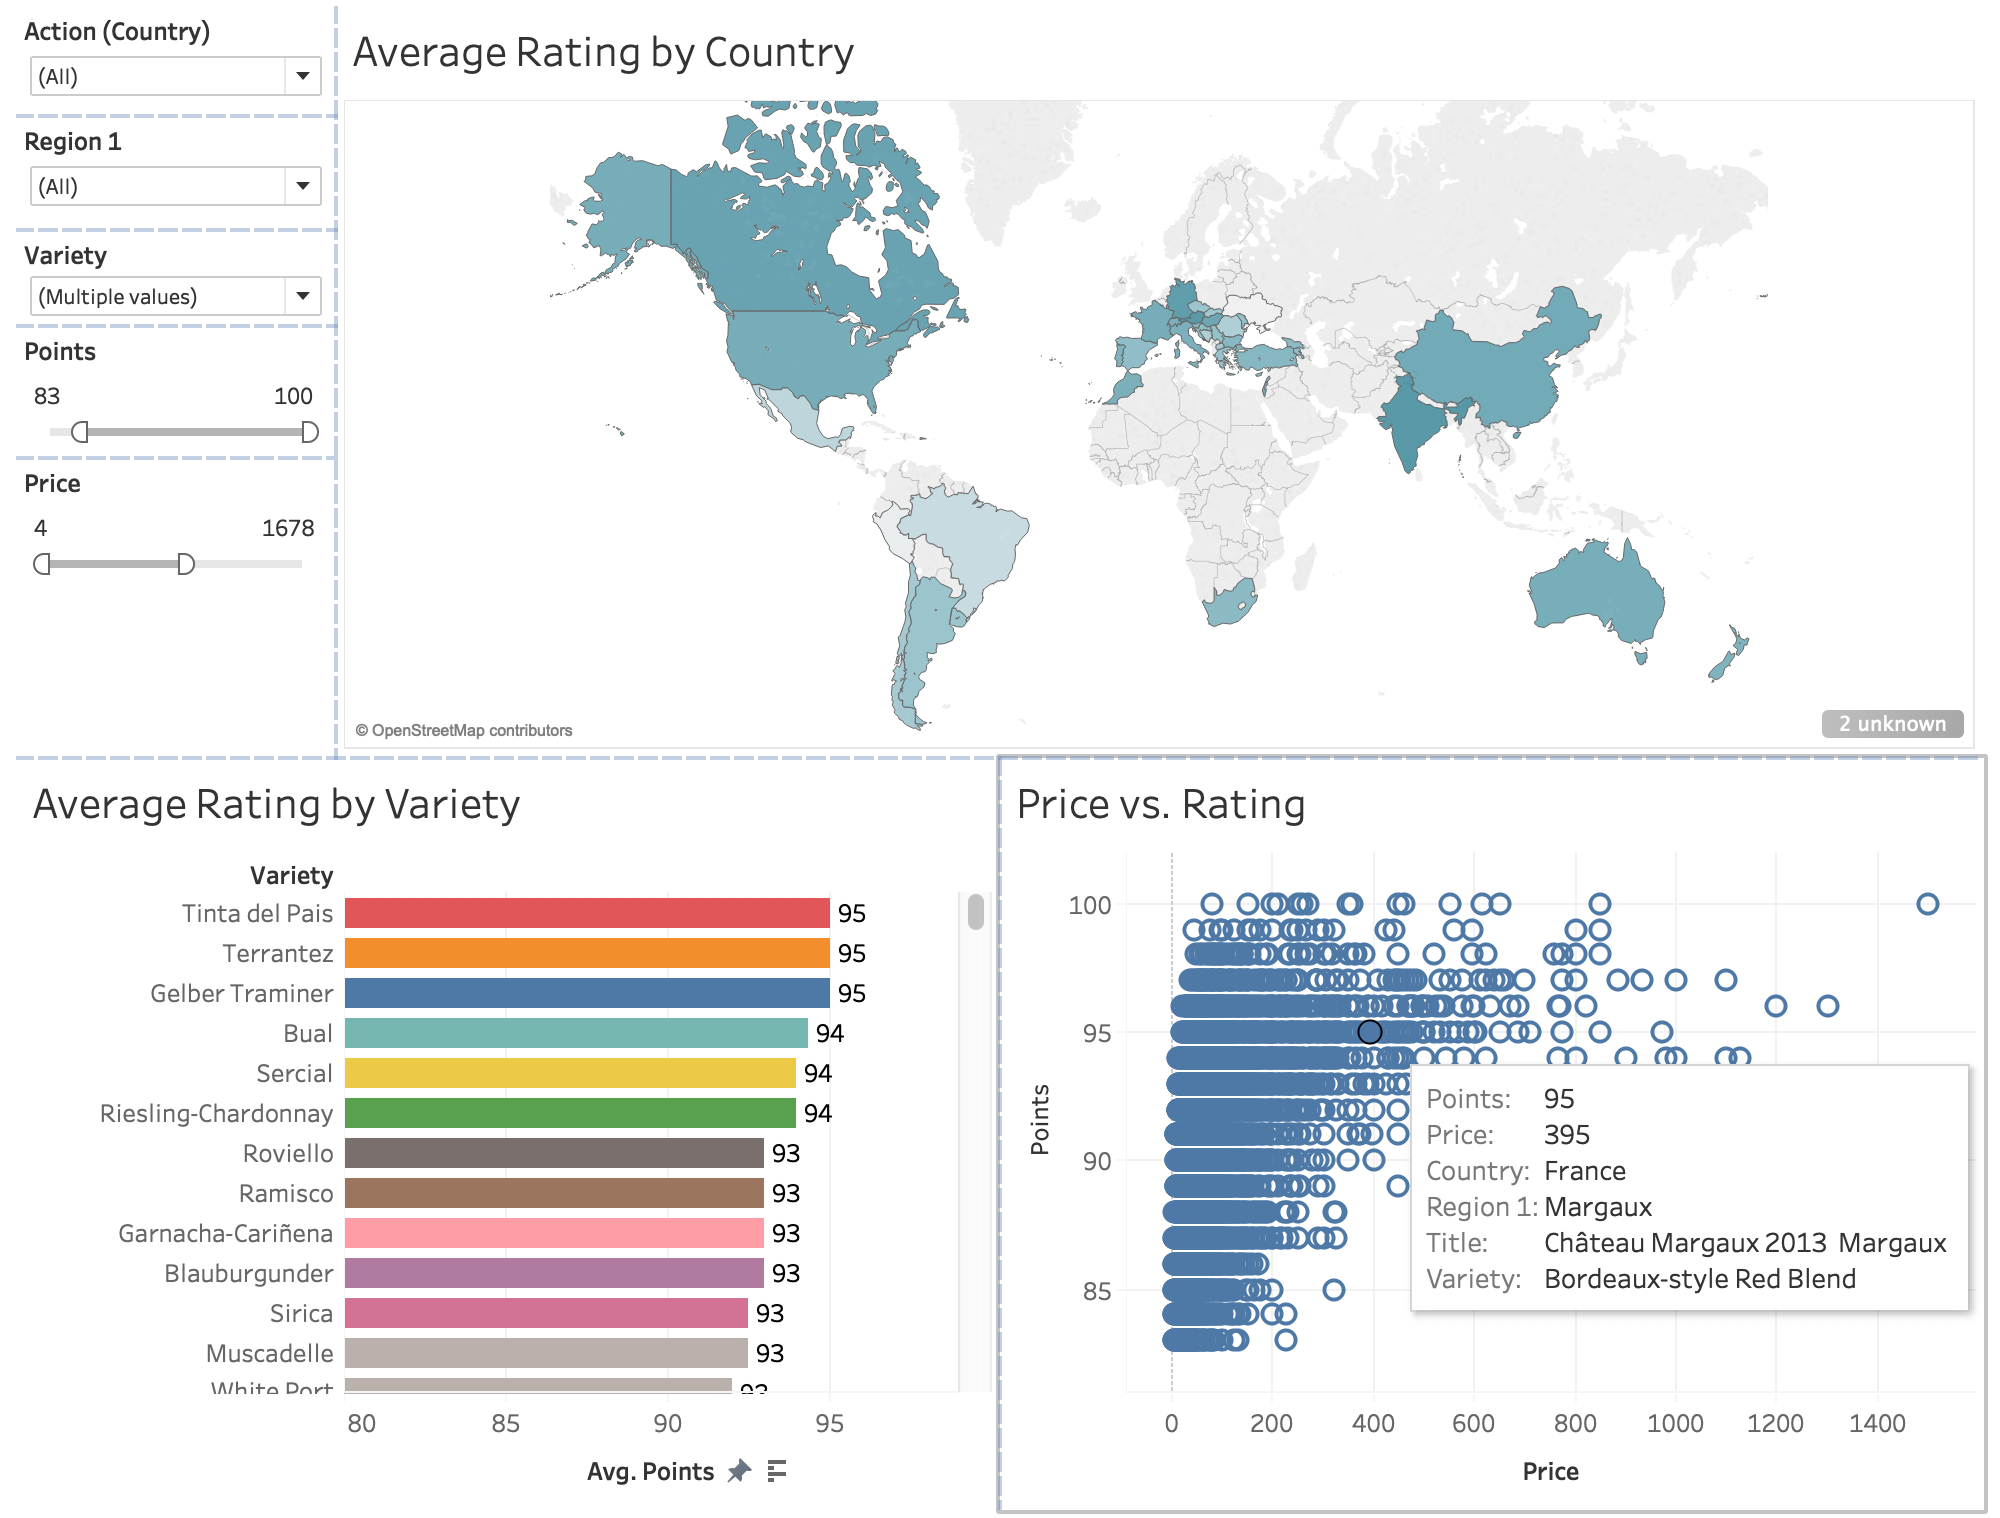 Action (Country)
(All)
Region 1
(All)
Variety
(Multiple values)
Points
83 100
Price
4 1678
Average Rating by Country
© OpenStreetMap contributors
2 unknown
Average Rating by Variety
Variety
Tinta del Pais 95
Terrantez 95
Gelber Traminer 95
Bual 94
Sercial 94
Riesling-Chardonnay 94
Roviello 93
Ramisco 93
Garnacha-Cariñena 93
Blauburgunder 93
Sirica 93
Muscadelle 93
White Port
80 85 90 95
Avg. Points
Price vs. Rating
100
95
90
85
Points
Points: 95
Price: 395
Country: France
Region 1: Margaux
Title: Château Margaux 2013 Margaux
Variety: Bordeaux-style Red Blend
0 200 400 600 800 1000 1200 1400
Price